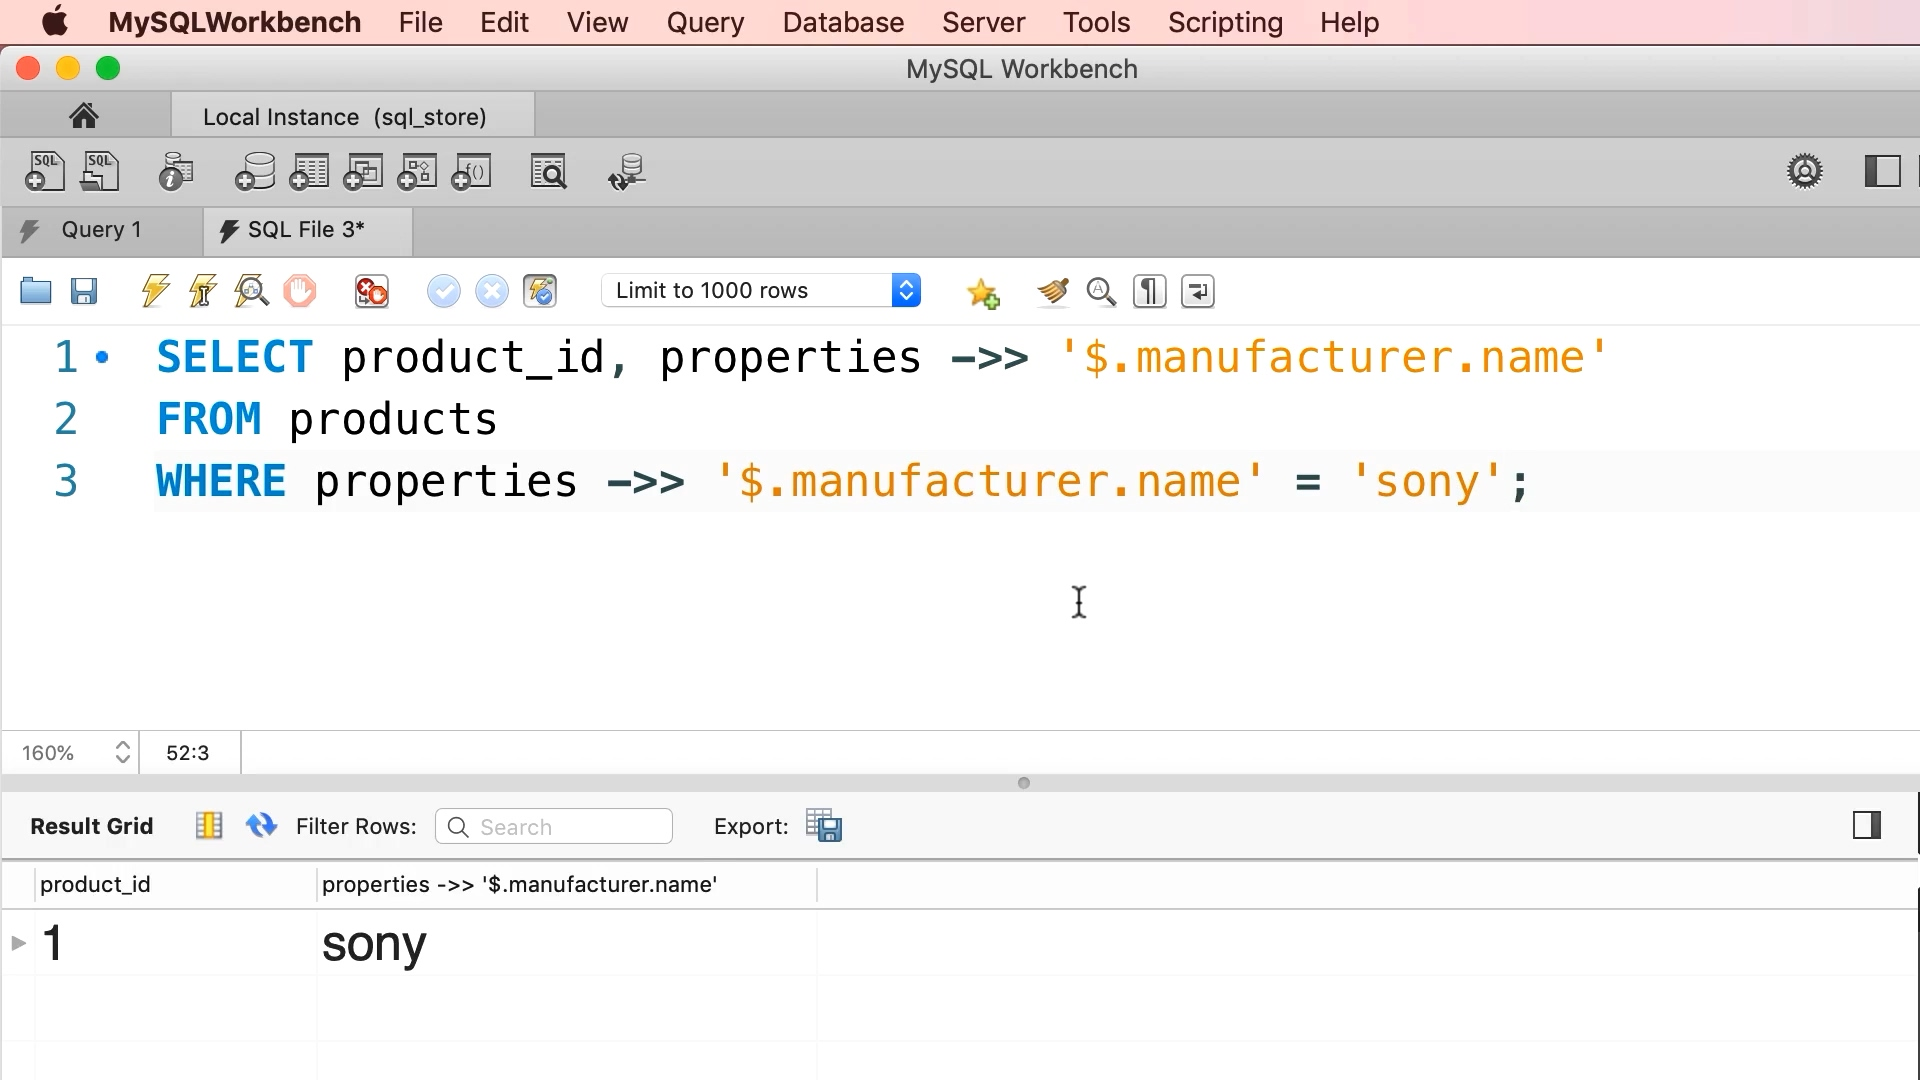 MySQLWorkbench File Edit View Query Database Server Tools Scripting Help
MySQL Workbench
Local Instance (sql_store)
SQL SQL i f()
Query 1 SQL File 3*
Limit to 1000 rows
1 SELECT product_id, properties ->> '$.manufacturer.name'
2 FROM products
3 WHERE properties ->> '$.manufacturer.name' = 'sony';
160% 52:3
Result Grid Filter Rows: Search Export:
product_id properties ->> '$.manufacturer.name'
1 sony